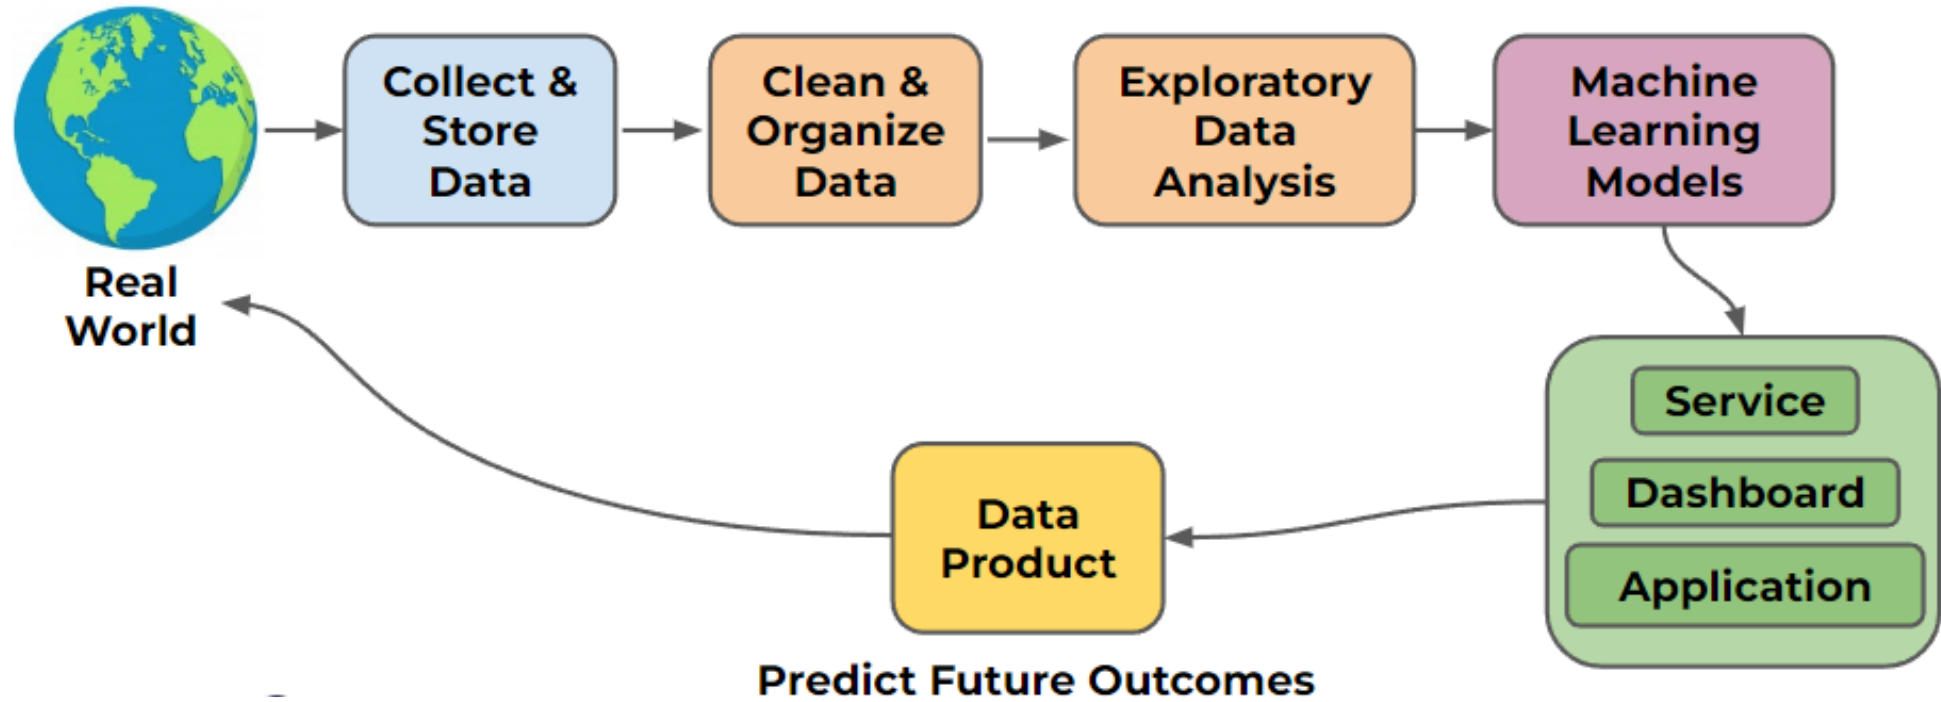 Real
World
Collect &
Store
Data
Clean &
Organize
Data
Exploratory
Data
Analysis
Machine
Learning
Models
Service
Dashboard
Application
Data
Product
Predict Future Outcomes